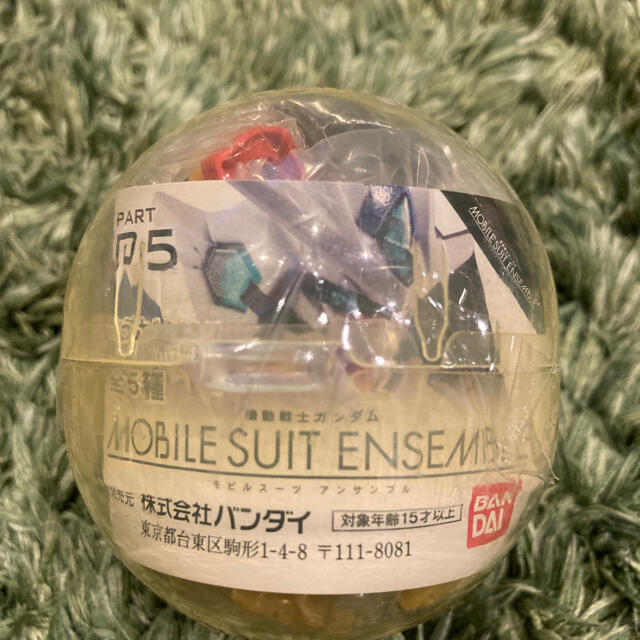 PART
05
MOBILE SUIT ENSEMBLE
全5種
機動戦士ガンダム
MOBILE SUIT ENSEMBLE
モビルスーツ アンサンブル
発売元 株式会社バンダイ 対象年齢15才以上
BAN
DAI
東京都台東区駒形1-4-8 〒111-8081